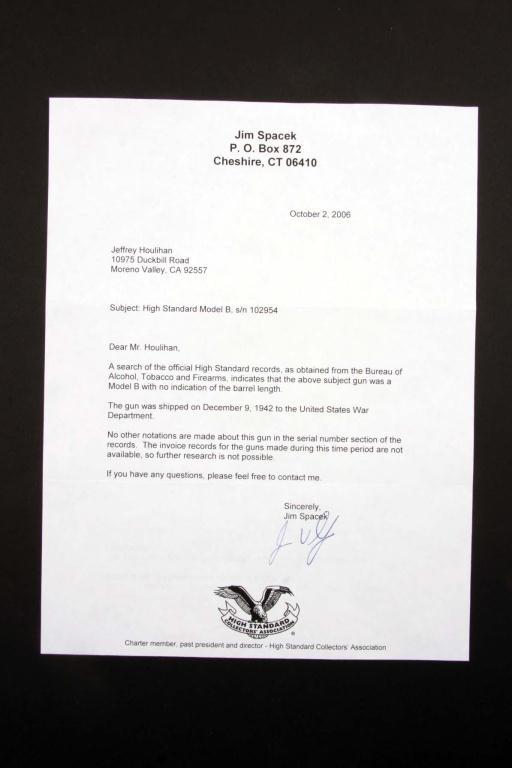 Jim Spacek
P. O. Box 872
Cheshire, CT 06410
October 2, 2006
Jeffrey Houlihan
10975 Duckbill Road
Moreno Valley, CA 92557
Subject: High Standard Model B, s/n 102954
Dear Mr. Houlihan,
A search of the official High Standard records, as obtained from the Bureau of
Alcohol, Tobacco and Firearms, indicates that the above subject gun was a
Model B with no indication of the barrel length.
The gun was shipped on December 9, 1942 to the United States War
Department.
No other notations are made about this gun in the serial number section of the
records. The invoice records for the guns made during this time period are not
available, so further research is not possible.
If you have any questions, please feel free to contact me.
Sincerely,
Jim Spacek
HIGH STANDARD
COLLECTORS' ASSOCIATION
®
Charter member, past president and director - High Standard Collectors' Association